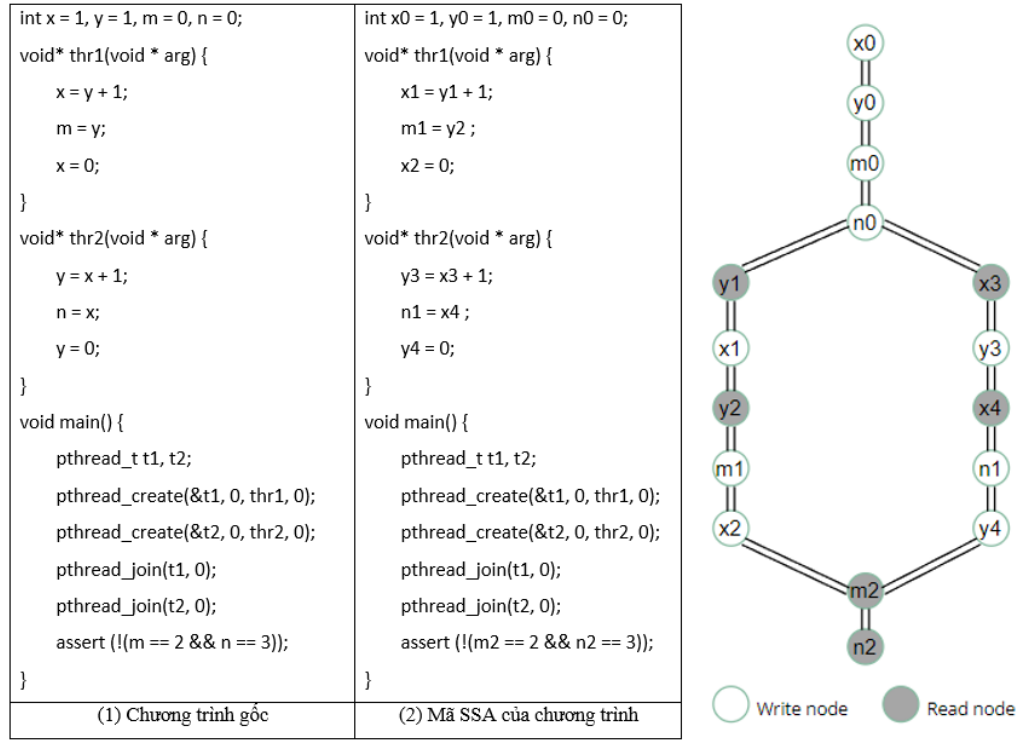 int x = 1, y = 1, m = 0, n = 0;
void* thr1(void * arg) {
x = y + 1;
m = y;
x = 0;
}
void* thr2(void * arg) {
y = x + 1;
n = x;
y = 0;
}
void main() {
pthread_t t1, t2;
pthread_create(&t1, 0, thr1, 0);
pthread_create(&t2, 0, thr2, 0);
pthread_join(t1, 0);
pthread_join(t2, 0);
assert (!(m == 2 && n == 3));
}
(1) Chương trình gốc
int x0 = 1, y0 = 1, m0 = 0, n0 = 0;
void* thr1(void * arg) {
x1 = y1 + 1;
m1 = y2 ;
x2 = 0;
}
void* thr2(void * arg) {
y3 = x3 + 1;
n1 = x4 ;
y4 = 0;
}
void main() {
pthread_t t1, t2;
pthread_create(&t1, 0, thr1, 0);
pthread_create(&t2, 0, thr2, 0);
pthread_join(t1, 0);
pthread_join(t2, 0);
assert (!(m2 == 2 && n2 == 3));
}
(2) Mã SSA của chương trình
x0
y0
m0
n0
y1 x3
x1 y3
y2 x4
m1 n1
x2 y4
m2
n2
Write node Read node